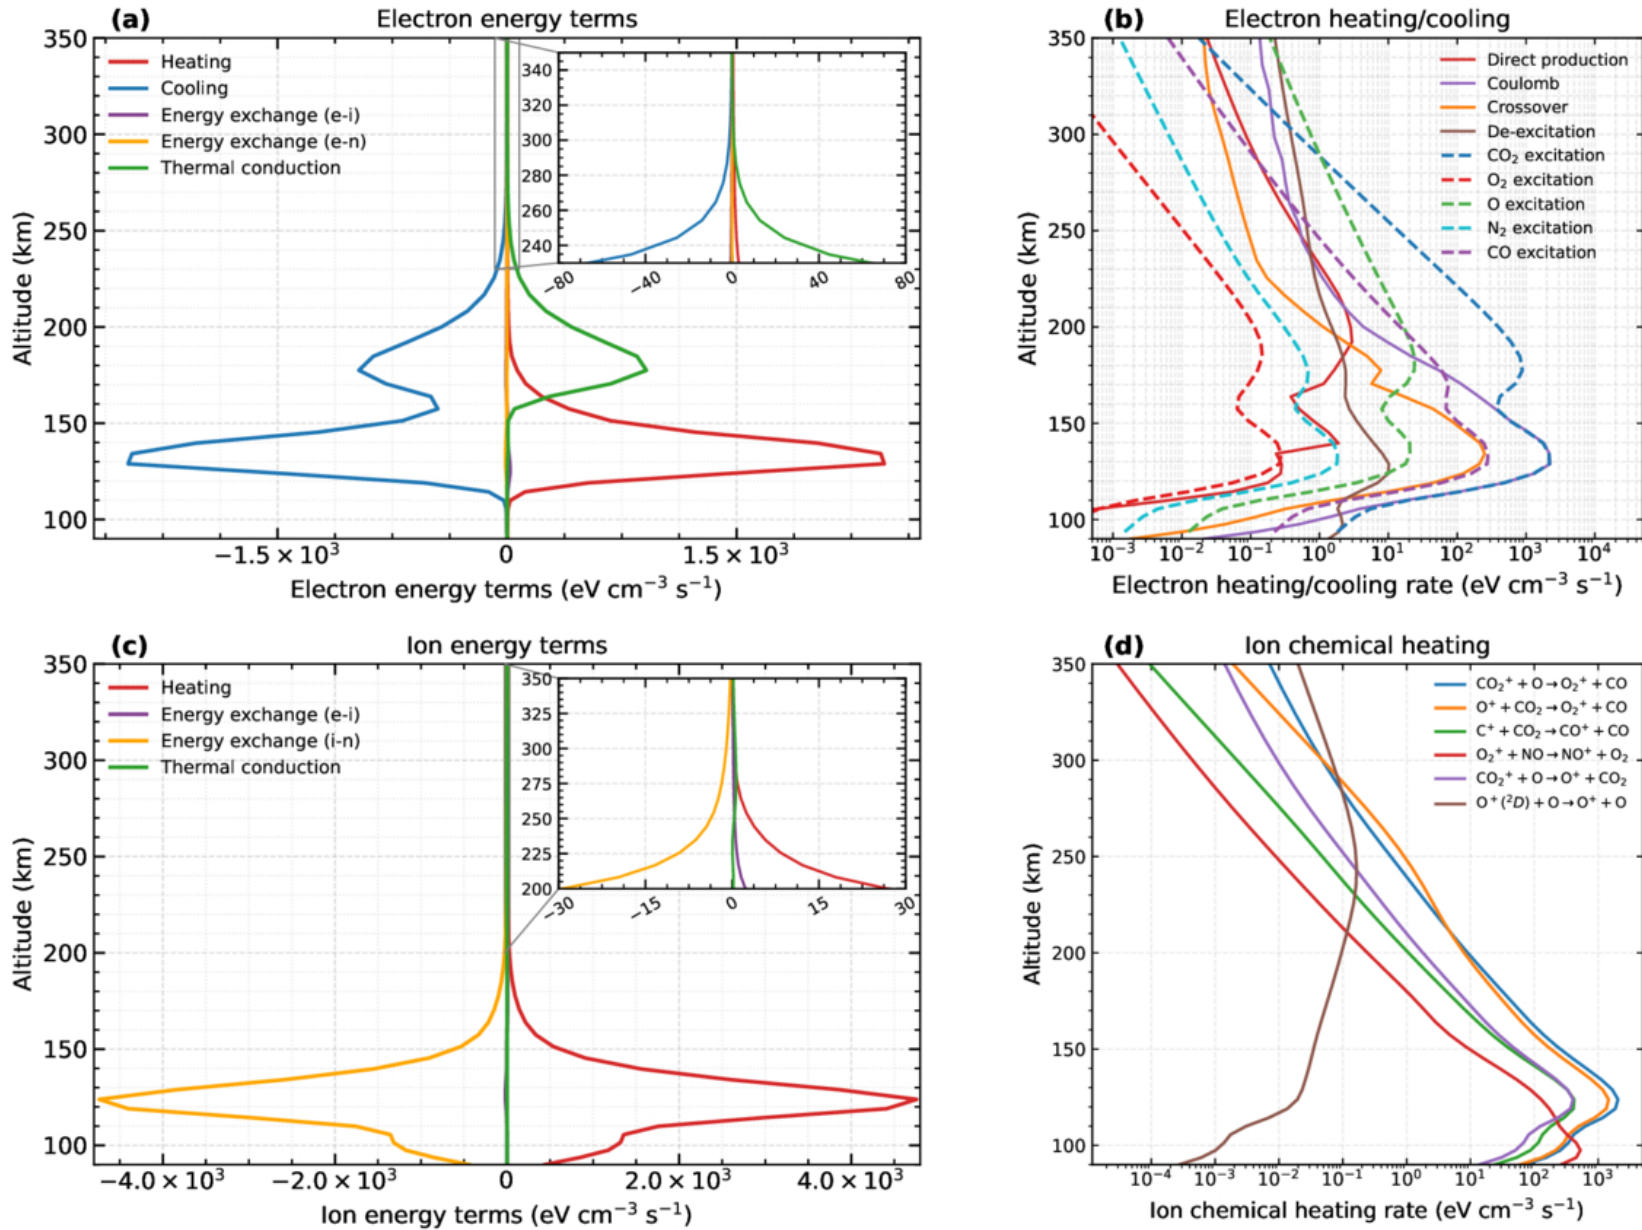 (a) Electron energy terms
350
300
250
200
150
100
Altitude (km)
Heating
Cooling
Energy exchange (e-i)
Energy exchange (e-n)
Thermal conduction
340
320
300
280
260
240
−80 −40 0 40 80
−1.5 × 10³ 0 1.5 × 10³
Electron energy terms (eV cm⁻³ s⁻¹)
(b) Electron heating/cooling
350
300
250
200
150
100
Altitude (km)
Direct production
Coulomb
Crossover
De-excitation
CO₂ excitation
O₂ excitation
O excitation
N₂ excitation
CO excitation
10⁻³ 10⁻² 10⁻¹ 10⁰ 10¹ 10² 10³ 10⁴
Electron heating/cooling rate (eV cm⁻³ s⁻¹)
(c) Ion energy terms
350
300
250
200
150
100
Altitude (km)
Heating
Energy exchange (e-i)
Energy exchange (i-n)
Thermal conduction
350
325
300
275
250
225
200
−30 −15 0 15 30
−4.0 × 10³ 0 2.0 × 10³ 4.0 × 10³
Ion energy terms (eV cm⁻³ s⁻¹)
(d) Ion chemical heating
350
300
250
200
150
100
Altitude (km)
CO₂⁺ + O → O₂⁺ + CO
O⁺ + CO₂ → O₂⁺ + CO
C⁺ + CO₂ → CO⁺ + CO
O₂⁺ + NO → NO⁺ + O₂
CO₂⁺ + O → O⁺ + CO₂
O⁺(²D) + O → O⁺ + O
10⁻⁴ 10⁻³ 10⁻² 10⁻¹ 10⁰ 10¹ 10² 10³
Ion chemical heating rate (eV cm⁻³ s⁻¹)